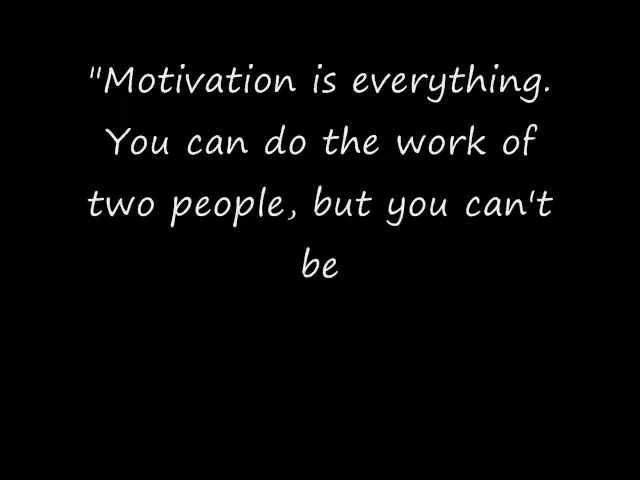 "Motivation is everything.
You can do the work of
two people, but you can't
be